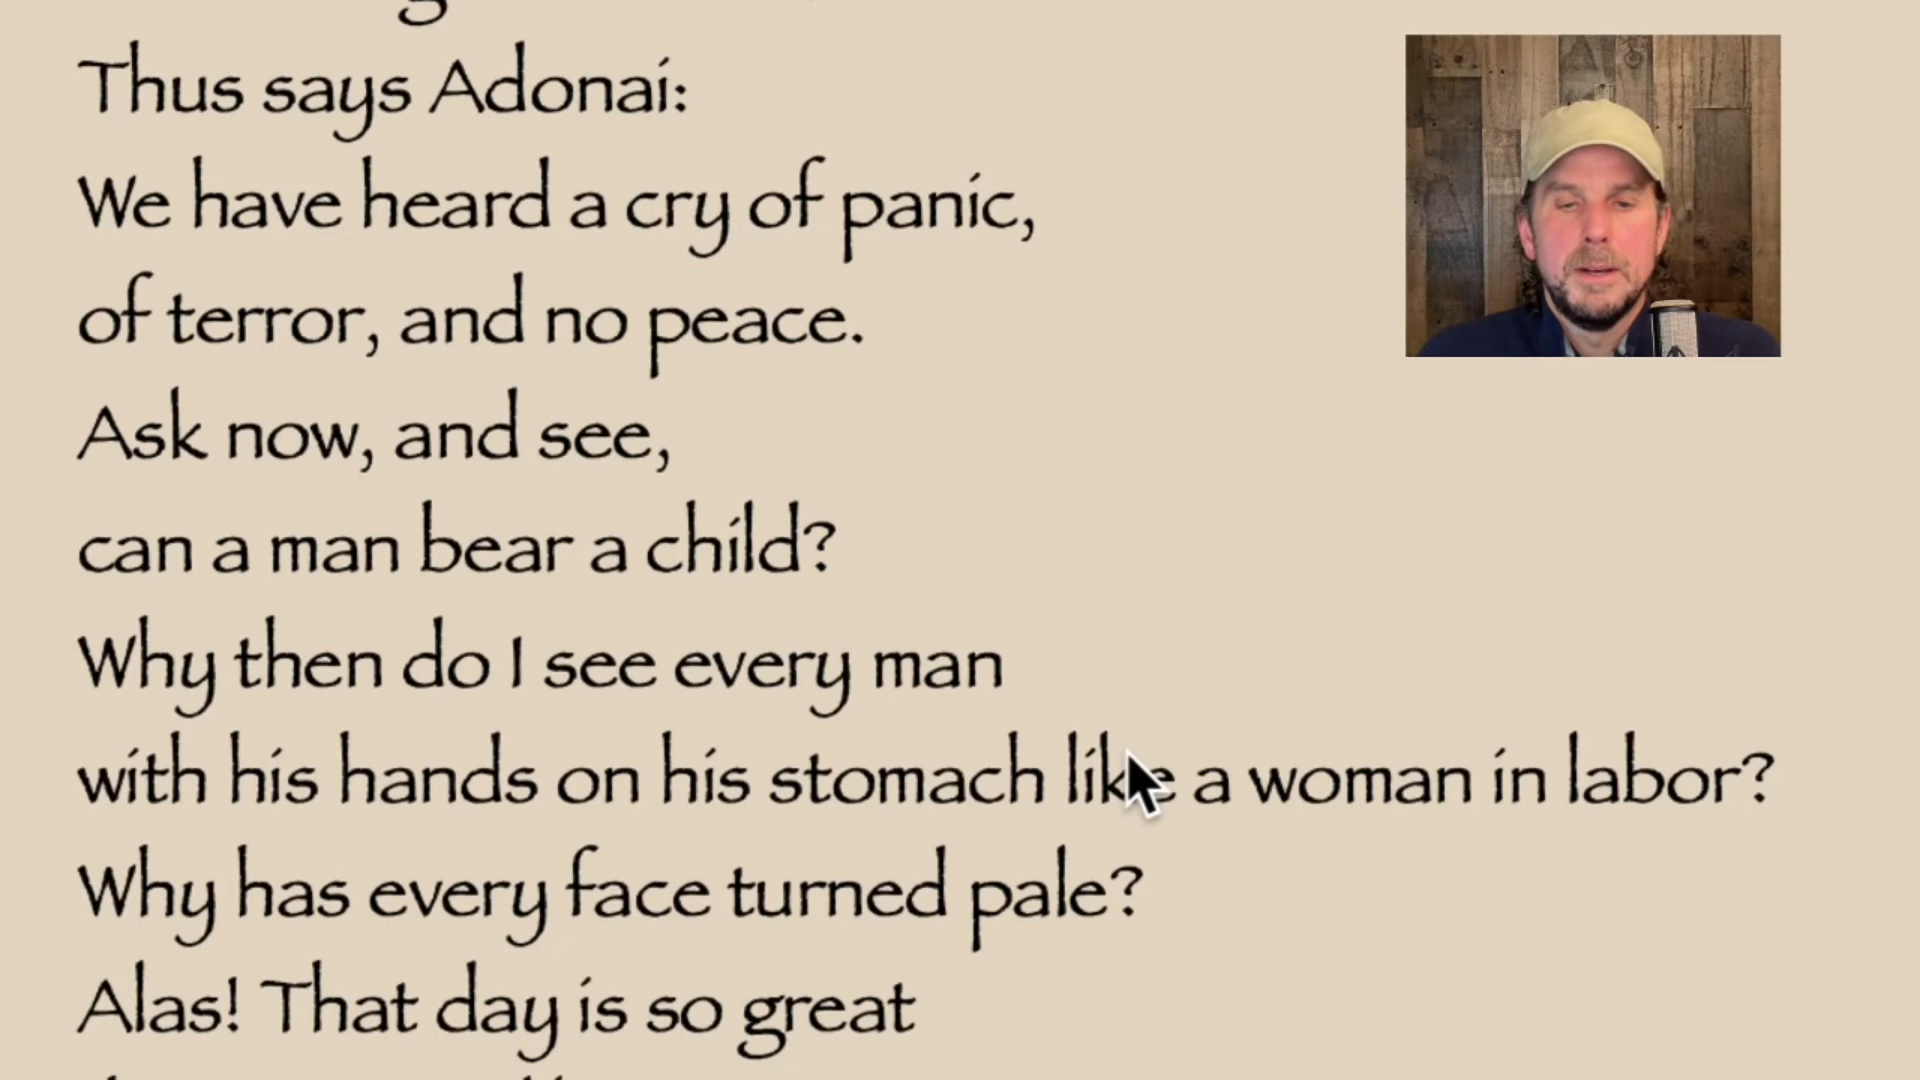 Thus says Adonai:
We have heard a cry of panic,
of terror, and no peace.
Ask now, and see,
can a man bear a child?
Why then do I see every man
with his hands on his stomach like a woman in labor?
Why has every face turned pale?
Alas! That day is so great